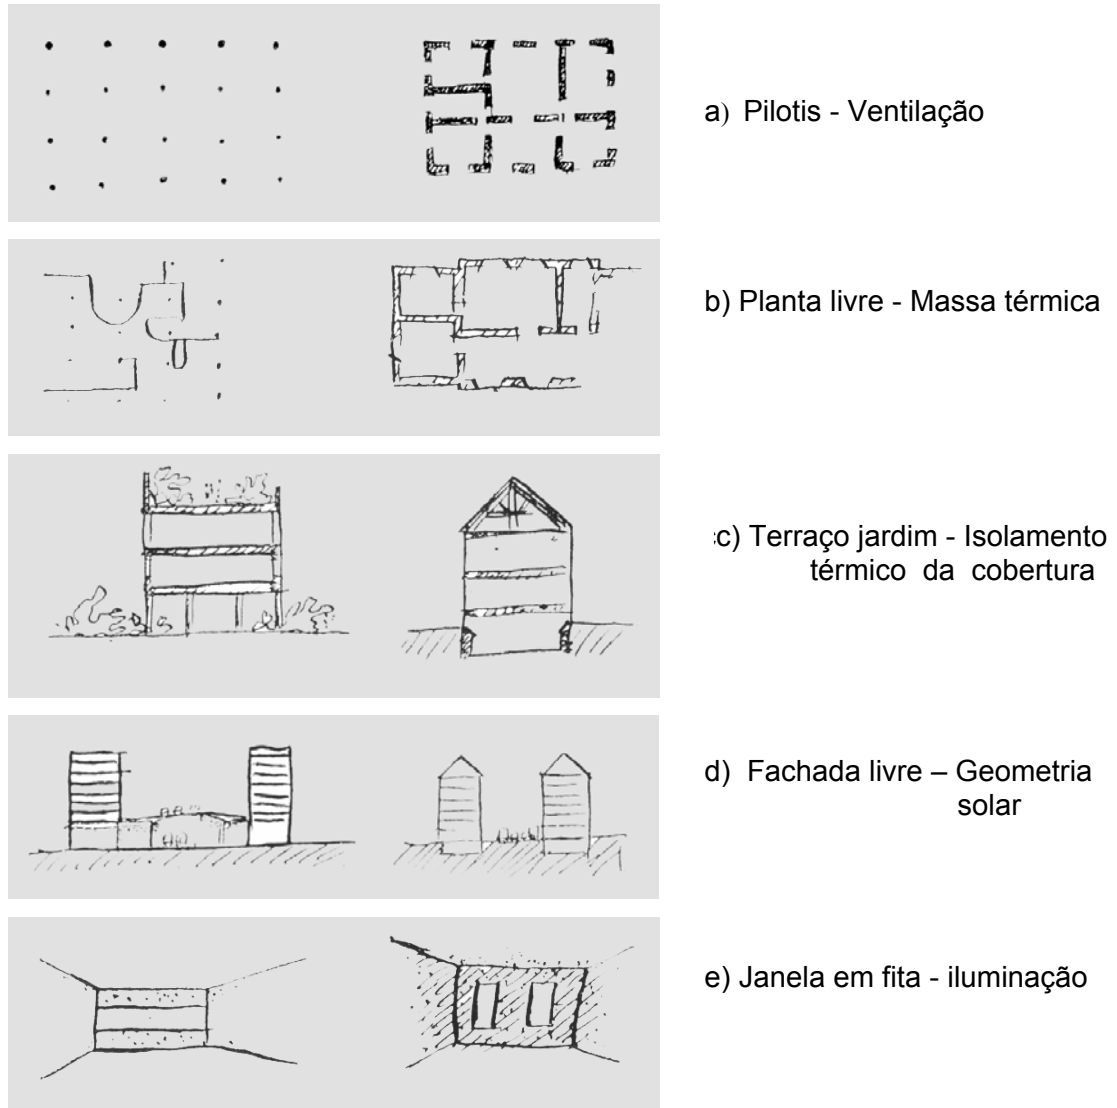 a) Pilotis - Ventilação
b) Planta livre - Massa térmica
c) Terraço jardim - Isolamento
térmico da cobertura
d) Fachada livre – Geometria
solar
e) Janela em fita - iluminação